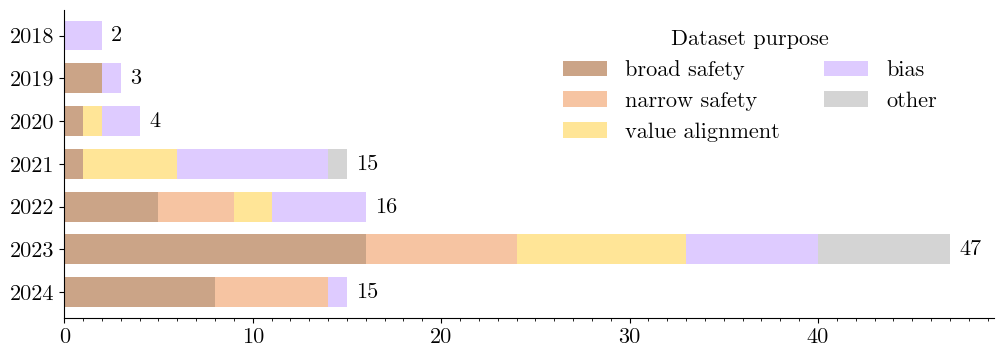 2018 2
2019 3
2020 4
2021 15
2022 16
2023 47
2024 15
0 10 20 30 40
Dataset purpose
broad safety bias
narrow safety other
value alignment